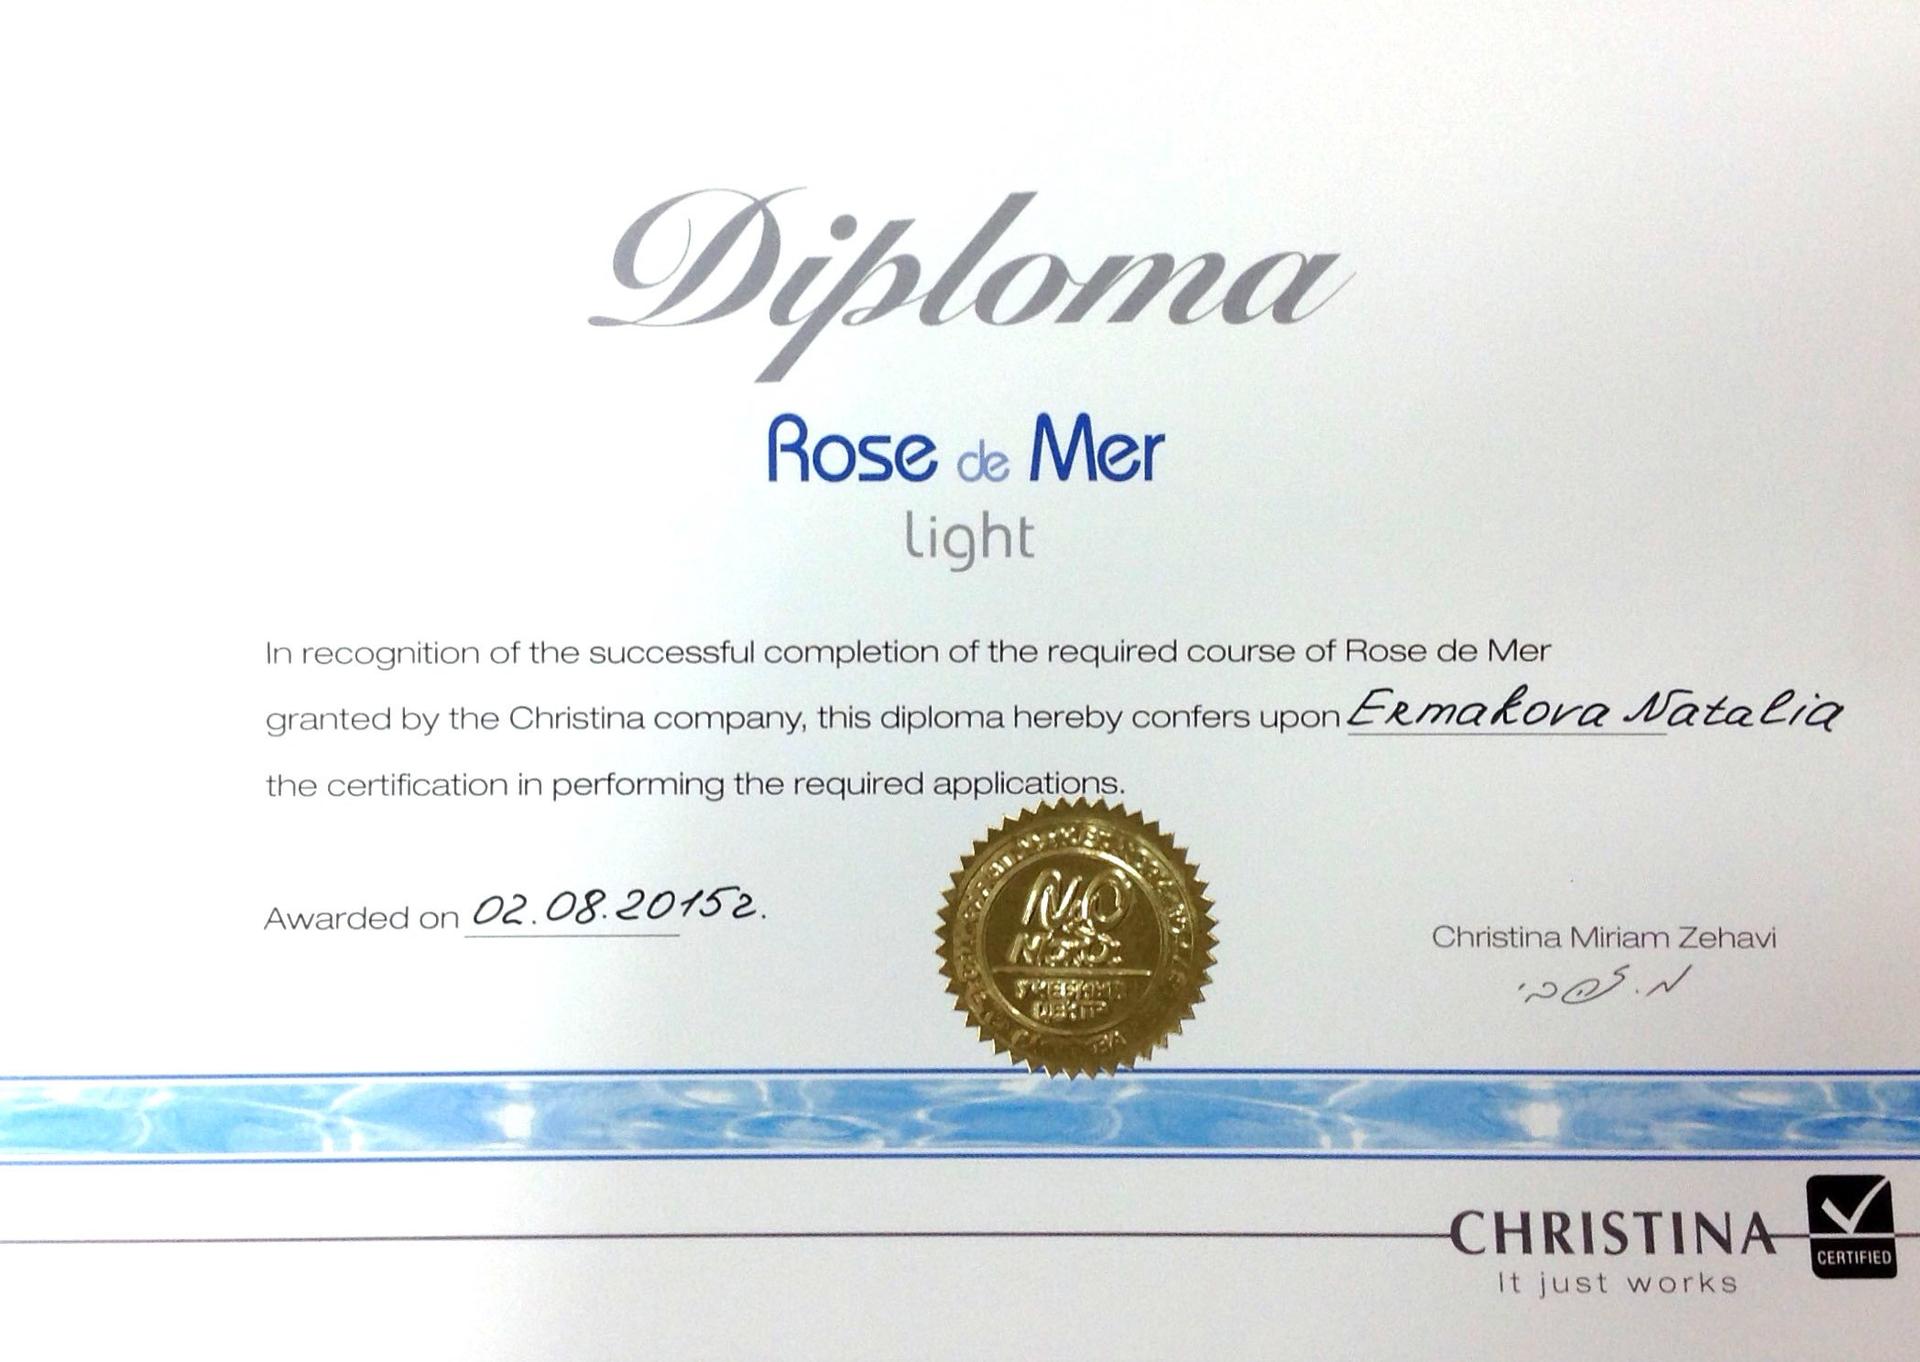 Diploma
Rose de Mer
light
In recognition of the successful completion of the required course of Rose de Mer
granted by the Christina company, this diploma hereby confers upon Ermakova Natalia
the certification in performing the required applications.
Awarded on 02.08.2015г.
Christina Miriam Zehavi
CHRISTINA
CERTIFIED
It just works